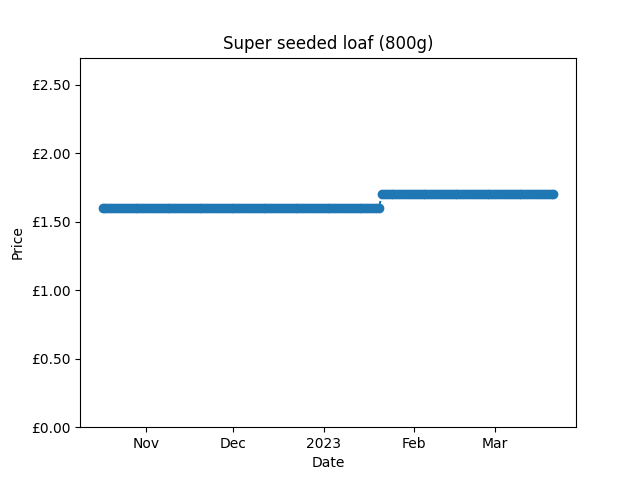 Super seeded loaf (800g)
£2.50
£2.00
£1.50
£1.00
£0.50
£0.00
Price
Nov Dec 2023 Feb Mar
Date